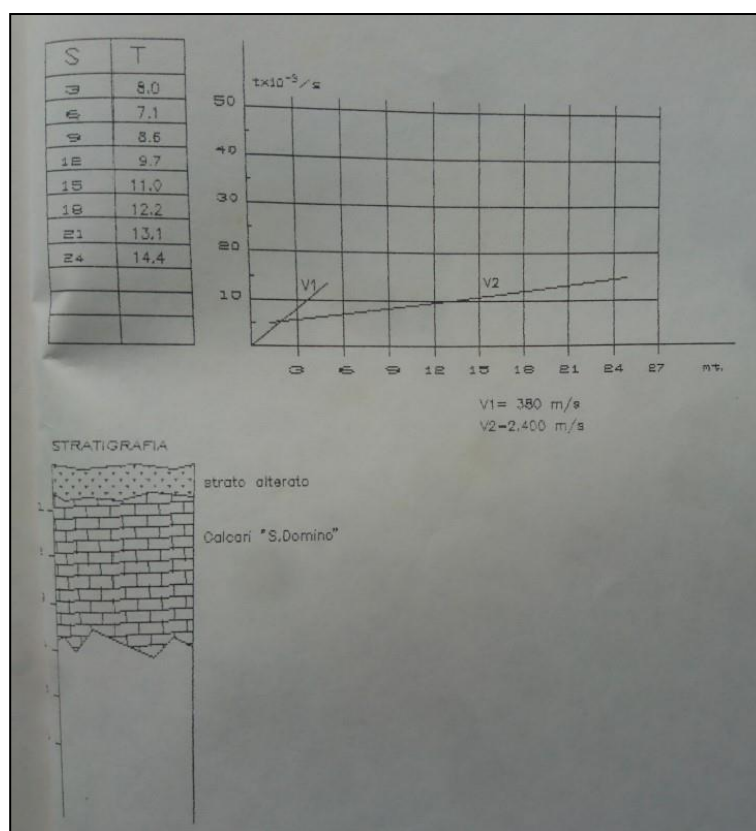 S T
3 8.0
6 7.1
9 8.6
12 9.7
15 11.0
18 12.2
21 13.1
24 14.4
t×10⁻³/s
50
40
30
20
10
V1 V2
3 6 9 12 15 18 21 24 27 mt.
V1= 380 m/s
V2=2.400 m/s
STRATIGRAFIA
strato alterato
Calcari "S.Domino"